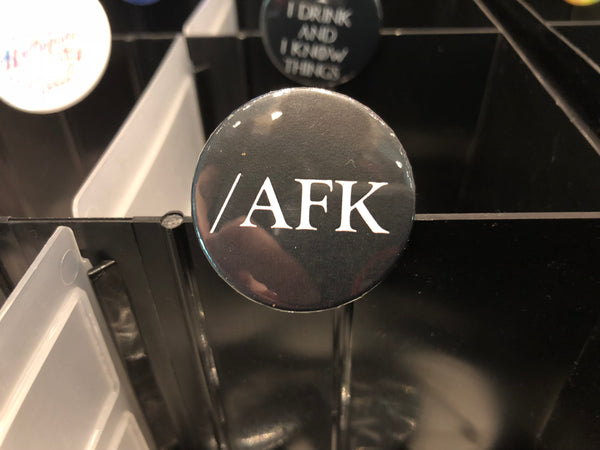 I DRINK
AND
I KNOW
THINGS
/AFK